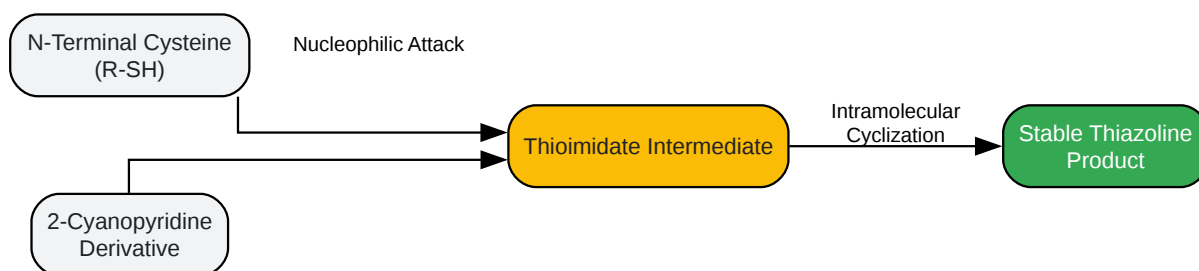 N-Terminal Cysteine
(R-SH)
Nucleophilic Attack
2-Cyanopyridine
Derivative
Thioimidate Intermediate
Intramolecular
Cyclization
Stable Thiazoline
Product